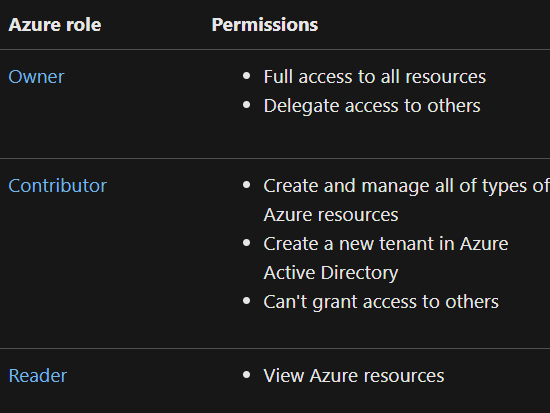 Azure role Permissions
Owner
Full access to all resources
Delegate access to others
Contributor
Create and manage all of types of
Azure resources
Create a new tenant in Azure
Active Directory
Can't grant access to others
Reader
View Azure resources